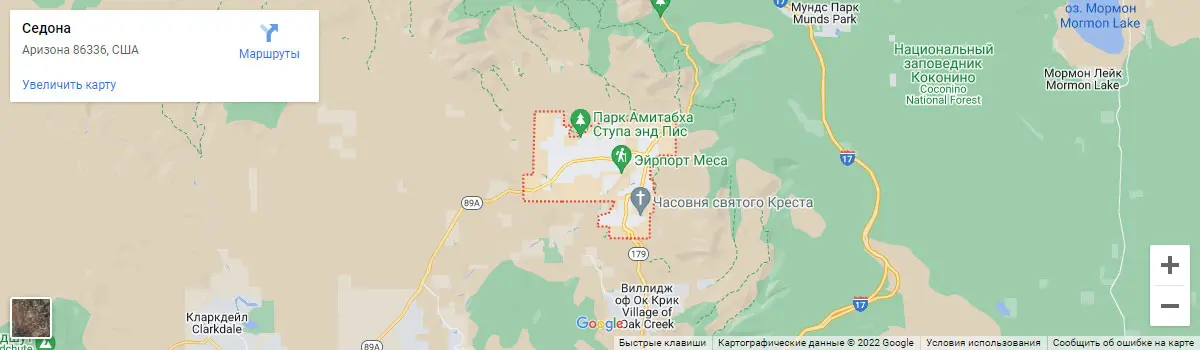 Седона
Аризона 86336, США
Маршруты
Увеличить карту
Мундс Парк
Munds Park
17
оз. Мормон
Mormon Lake
Национальный
заповедник
Коконино
Coconino
National Forest
Мормон Лейк
Mormon Lake
Парк Амитабха
Ступа энд Пис
Эйрпорт Меса
17
89A
Часовня святого Креста
179
Виллидж
оф Ок Крик
Village of
Oak Creek
17
Кларкдейл
Clarkdale
89A
Google
Быстрые клавиши
Картографические данные © 2022 Google
Условия использования
Сообщить об ошибке на карте